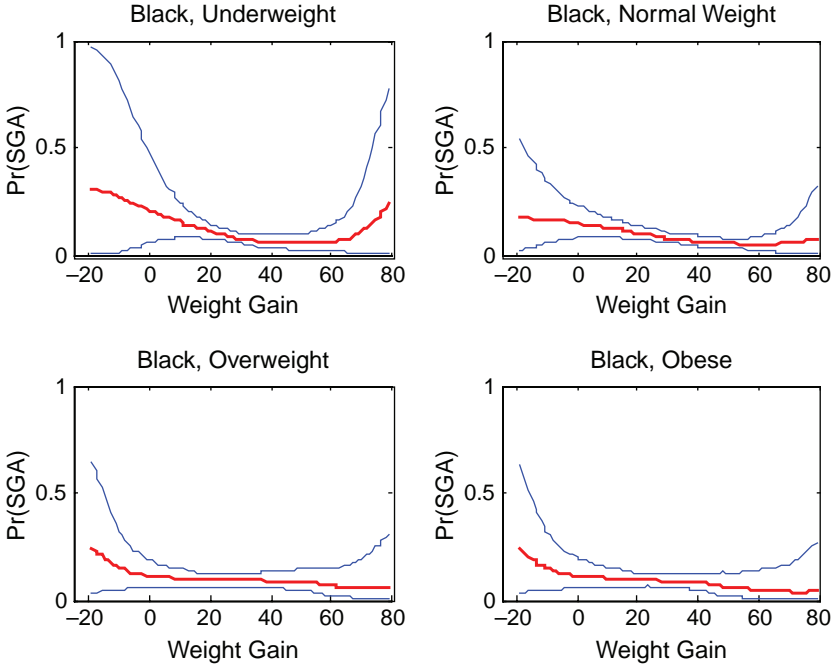 Black, Underweight
Black, Normal Weight
1
0.5
0
Pr(SGA)
–20 0 20 40 60 80
Weight Gain
1
0.5
0
Pr(SGA)
–20 0 20 40 60 80
Weight Gain
Black, Overweight
Black, Obese
1
0.5
0
Pr(SGA)
–20 0 20 40 60 80
Weight Gain
1
0.5
0
Pr(SGA)
–20 0 20 40 60 80
Weight Gain